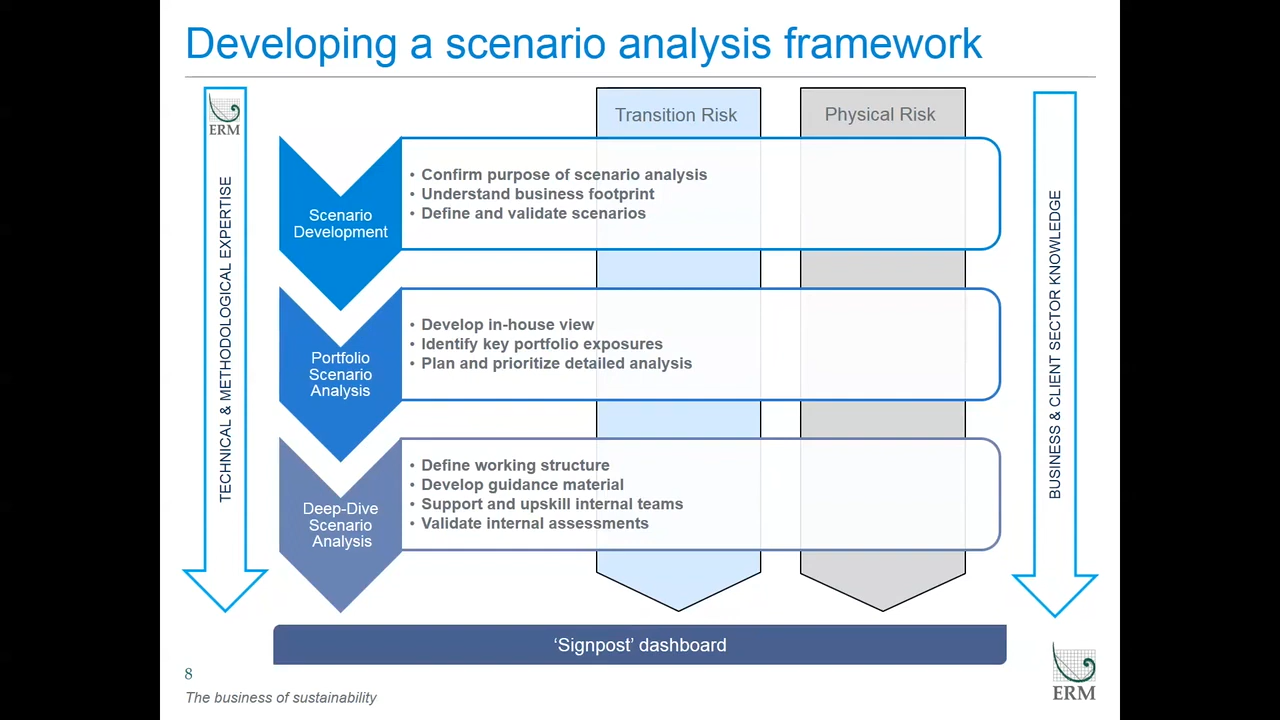 Developing a scenario analysis framework
ERM
TECHNICAL & METHODOLOGICAL EXPERTISE
Transition Risk
Physical Risk
BUSINESS & CLIENT SECTOR KNOWLEDGE
Scenario
Development
• Confirm purpose of scenario analysis
• Understand business footprint
• Define and validate scenarios
Portfolio
Scenario
Analysis
• Develop in-house view
• Identify key portfolio exposures
• Plan and prioritize detailed analysis
Deep-Dive
Scenario
Analysis
• Define working structure
• Develop guidance material
• Support and upskill internal teams
• Validate internal assessments
‘Signpost’ dashboard
8
The business of sustainability
ERM